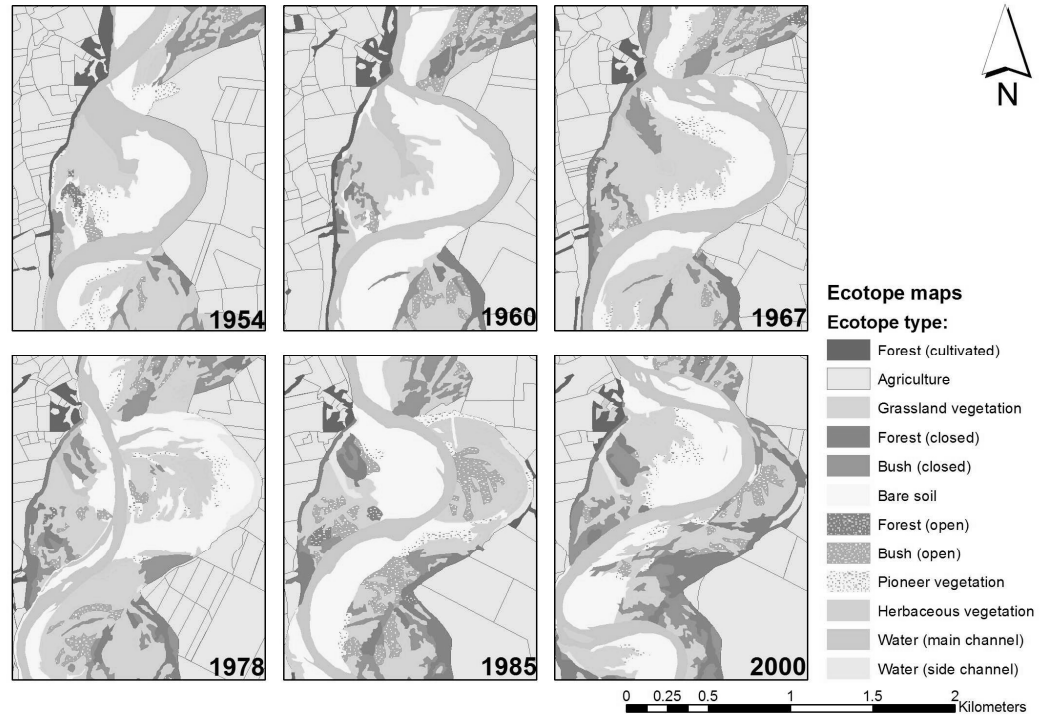 1954
1960
1967
N
1978
1985
2000
Ecotope maps
Ecotope type:
Forest (cultivated)
Agriculture
Grassland vegetation
Forest (closed)
Bush (closed)
Bare soil
Forest (open)
Bush (open)
Pioneer vegetation
Herbaceous vegetation
Water (main channel)
Water (side channel)
0 0.25 0.5 1 1.5 2
Kilometers